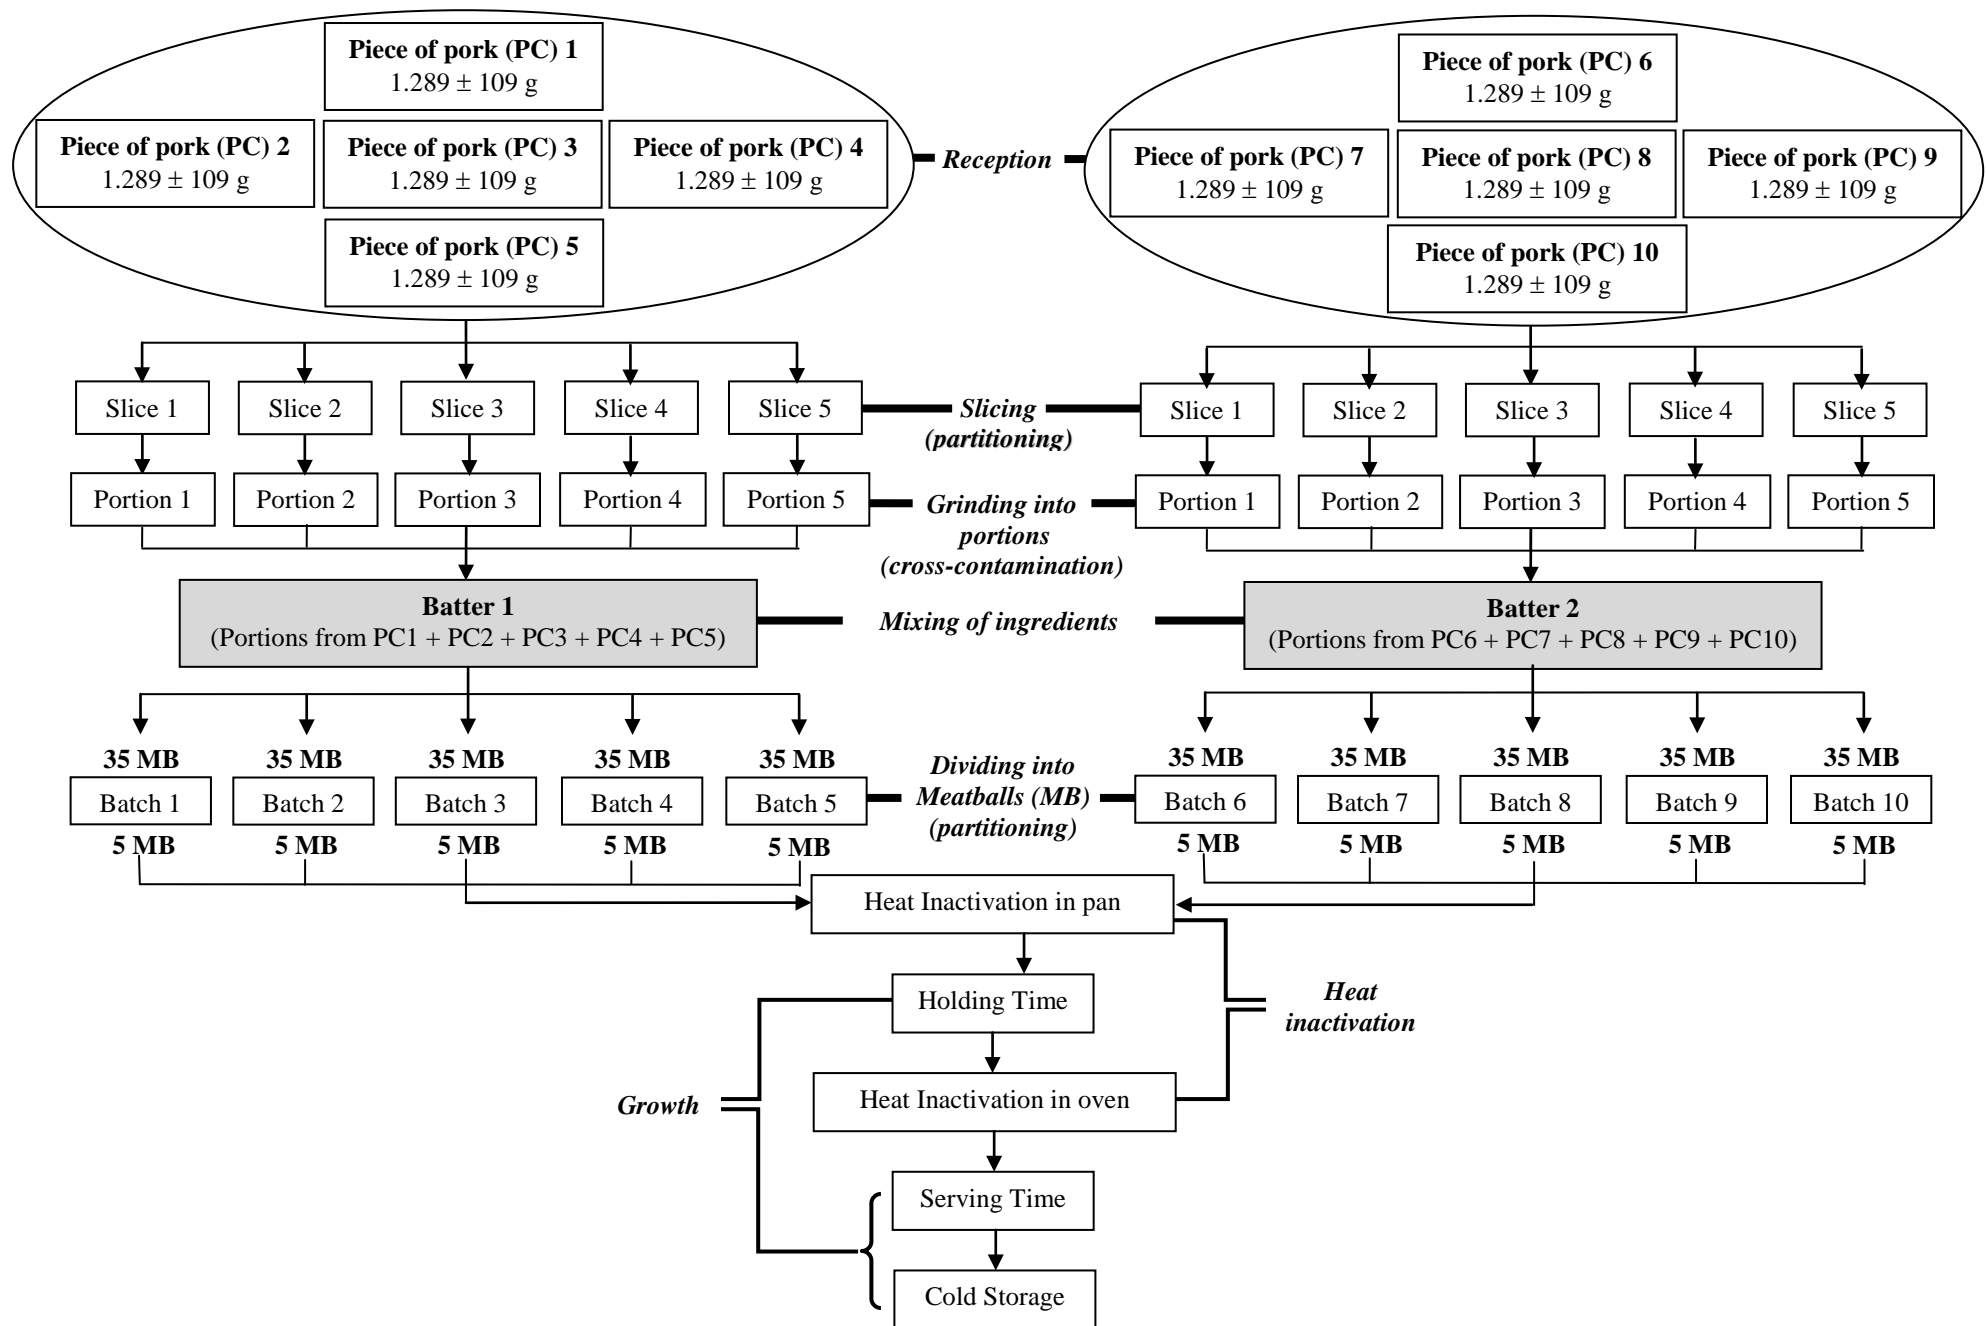 Piece of pork (PC) 1
1.289 ± 109 g
Piece of pork (PC) 2
1.289 ± 109 g
Piece of pork (PC) 3
1.289 ± 109 g
Piece of pork (PC) 4
1.289 ± 109 g
Piece of pork (PC) 5
1.289 ± 109 g
Reception
Piece of pork (PC) 6
1.289 ± 109 g
Piece of pork (PC) 7
1.289 ± 109 g
Piece of pork (PC) 8
1.289 ± 109 g
Piece of pork (PC) 9
1.289 ± 109 g
Piece of pork (PC) 10
1.289 ± 109 g
Slice 1
Slice 2
Slice 3
Slice 4
Slice 5
Slicing
(partitioning)
Slice 1
Slice 2
Slice 3
Slice 4
Slice 5
Portion 1
Portion 2
Portion 3
Portion 4
Portion 5
Grinding into
portions
(cross-contamination)
Portion 1
Portion 2
Portion 3
Portion 4
Portion 5
Batter 1
(Portions from PC1 + PC2 + PC3 + PC4 + PC5)
Mixing of ingredients
Batter 2
(Portions from PC6 + PC7 + PC8 + PC9 + PC10)
35 MB
35 MB
35 MB
35 MB
35 MB
Batch 1
Batch 2
Batch 3
Batch 4
Batch 5
5 MB
5 MB
5 MB
5 MB
5 MB
Dividing into
Meatballs (MB)
(partitioning)
35 MB
35 MB
35 MB
35 MB
35 MB
Batch 6
Batch 7
Batch 8
Batch 9
Batch 10
5 MB
5 MB
5 MB
5 MB
5 MB
Heat Inactivation in pan
Holding Time
Heat
inactivation
Heat Inactivation in oven
Growth
Serving Time
Cold Storage